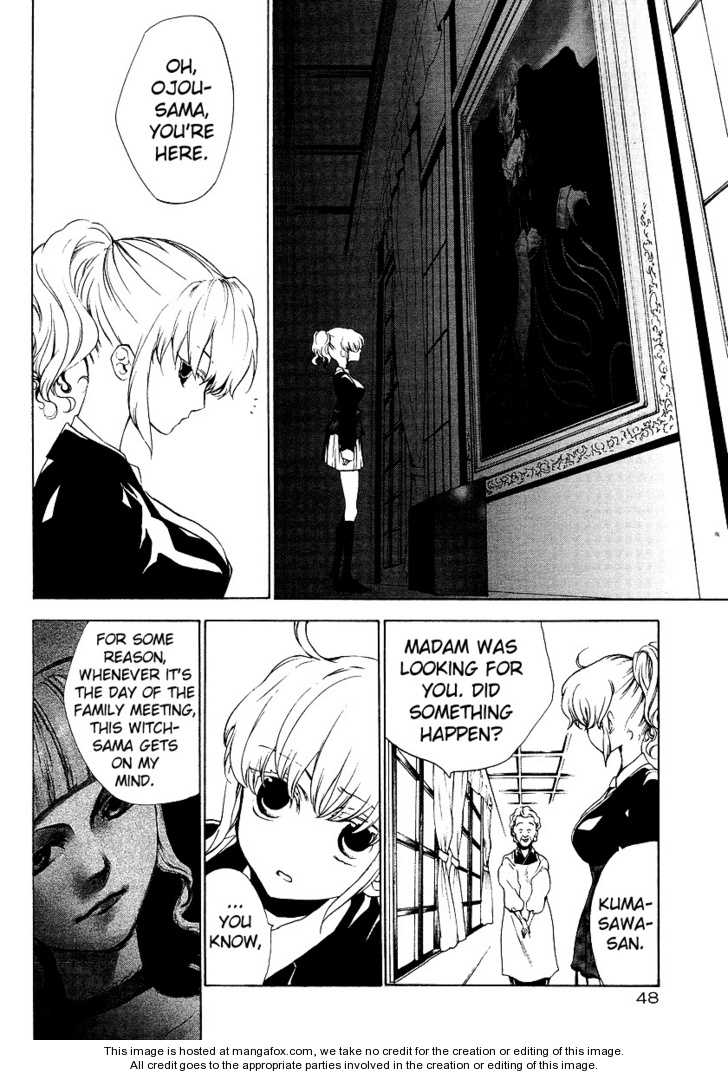 OH,
OJOU-
SAMA,
YOU'RE
HERE.
MADAM WAS
LOOKING FOR
YOU. DID
SOMETHING
HAPPEN?
KUMA-
SAWA-
SAN.
...
YOU
KNOW,
FOR SOME
REASON,
WHENEVER IT'S
THE DAY OF THE
FAMILY MEETING,
THIS WITCH-
SAMA GETS
ON MY
MIND.
48
This image is hosted at mangafox.com, we take no credit for the creation or editing of this image.
All credit goes to the appropriate parties involved in the creation or editing of this image.